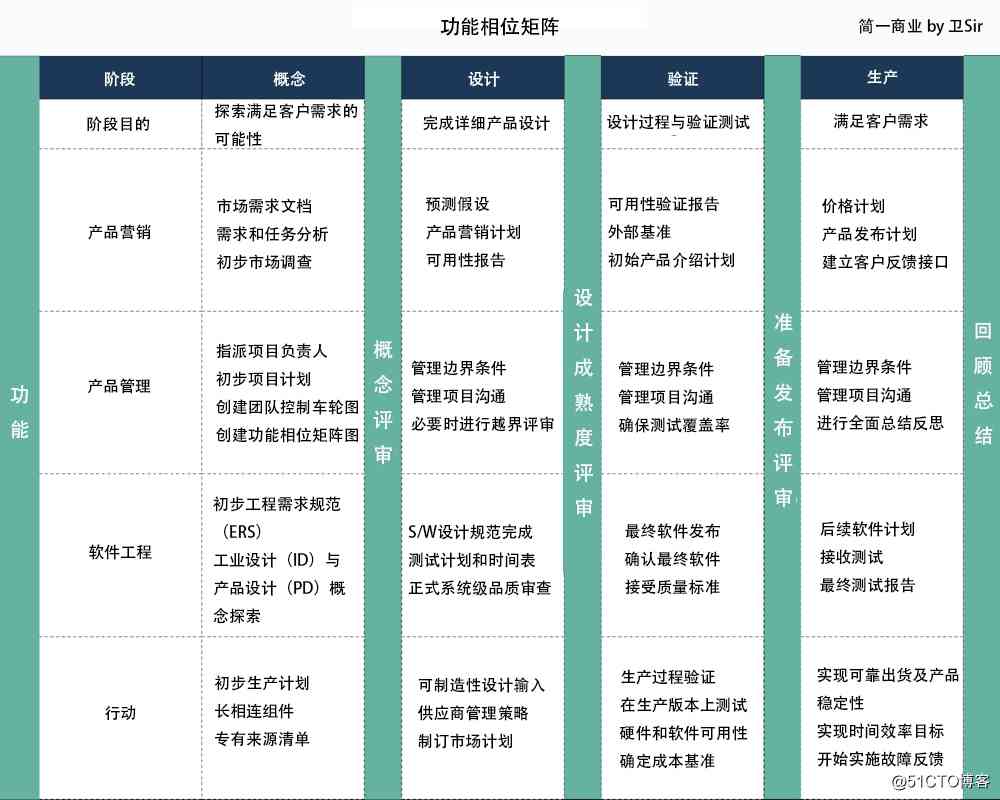 功能相位矩阵
简一商业 by 卫Sir
阶段
概念
设计
验证
生产
阶段目的
探索满足客户需求的
可能性
完成详细产品设计
设计过程与验证测试
满足客户需求
产品营销
市场需求文档
需求和任务分析
初步市场调查
预测假设
产品营销计划
可用性报告
可用性验证报告
外部基准
初始产品介绍计划
价格计划
产品发布计划
建立客户反馈接口
产品管理
指派项目负责人
初步项目计划
创建团队控制车轮图
创建功能相位矩阵图
管理边界条件
管理项目沟通
必要时进行越界评审
管理边界条件
管理项目沟通
确保测试覆盖率
管理边界条件
管理项目沟通
进行全面总结反思
软件工程
初步工程需求规范
（ERS）
工业设计（ID）与
产品设计（PD）概
念探索
S/W设计规范完成
测试计划和时间表
正式系统级品质审查
最终软件发布
确认最终软件
接受质量标准
后续软件计划
接收测试
最终测试报告
行动
初步生产计划
长相连组件
专有来源清单
可制造性设计输入
供应商管理策略
制订市场计划
生产过程验证
在生产版本上测试
硬件和软件可用性
确定成本基准
实现可靠出货及产品
稳定性
实现时间效率目标
开始实施故障反馈
功能
概念评审
设计成熟度评审
准备发布评审
回顾总结
@51CTO博客